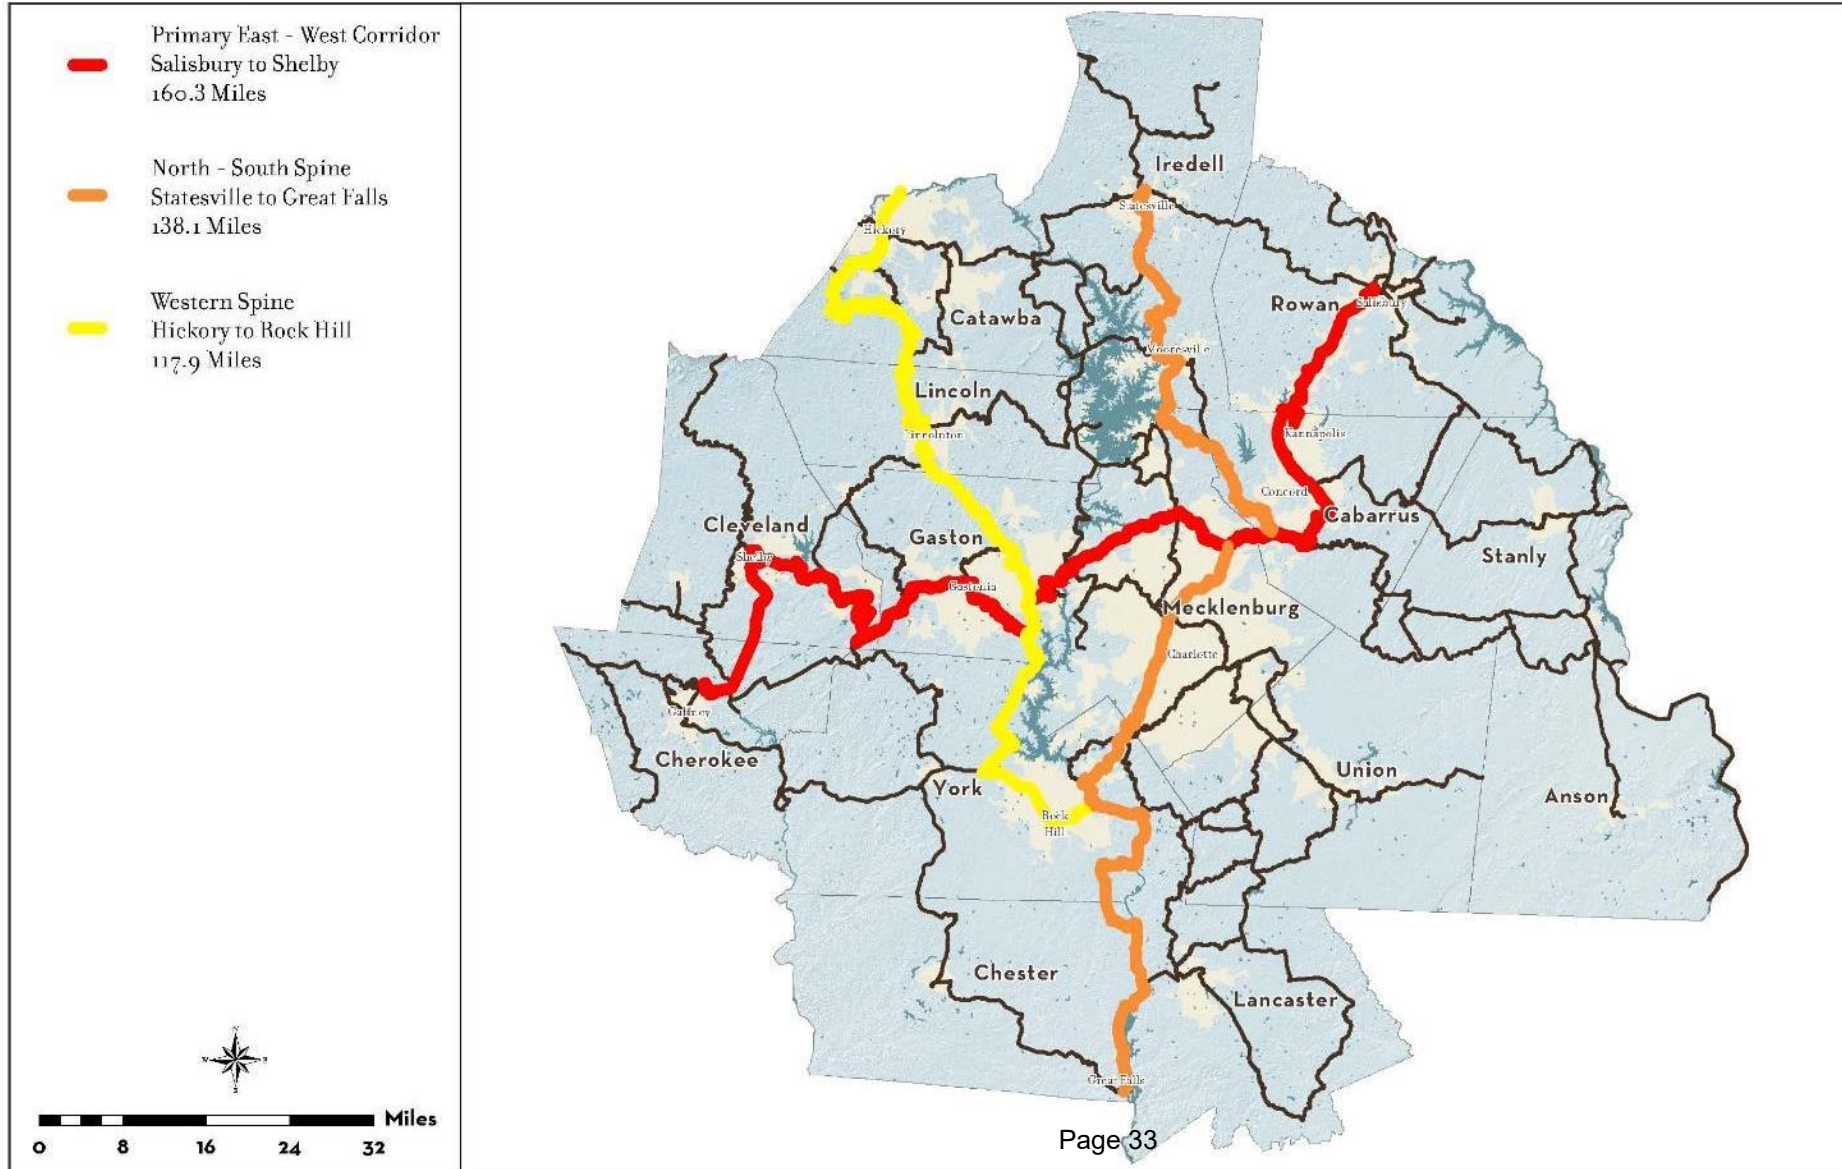 Primary East - West Corridor
Salisbury to Shelby
160.3 Miles
North - South Spine
Statesville to Great Falls
138.1 Miles
Western Spine
Hickory to Rock Hill
117.9 Miles
N
W
E
S
Miles
0 8 16 24 32
Iredell
Statesville
Hickory
Rowan
Salisbury
Catawba
Mooresville
Lincoln
Lincolnton
Kannapolis
Concord
Cabarrus
Cleveland
Shelby
Gaston
Gastonia
Stanly
Mecklenburg
Charlotte
Gaffney
Cherokee
York
Rock
Hill
Union
Anson
Chester
Lancaster
Great Falls
Page 33